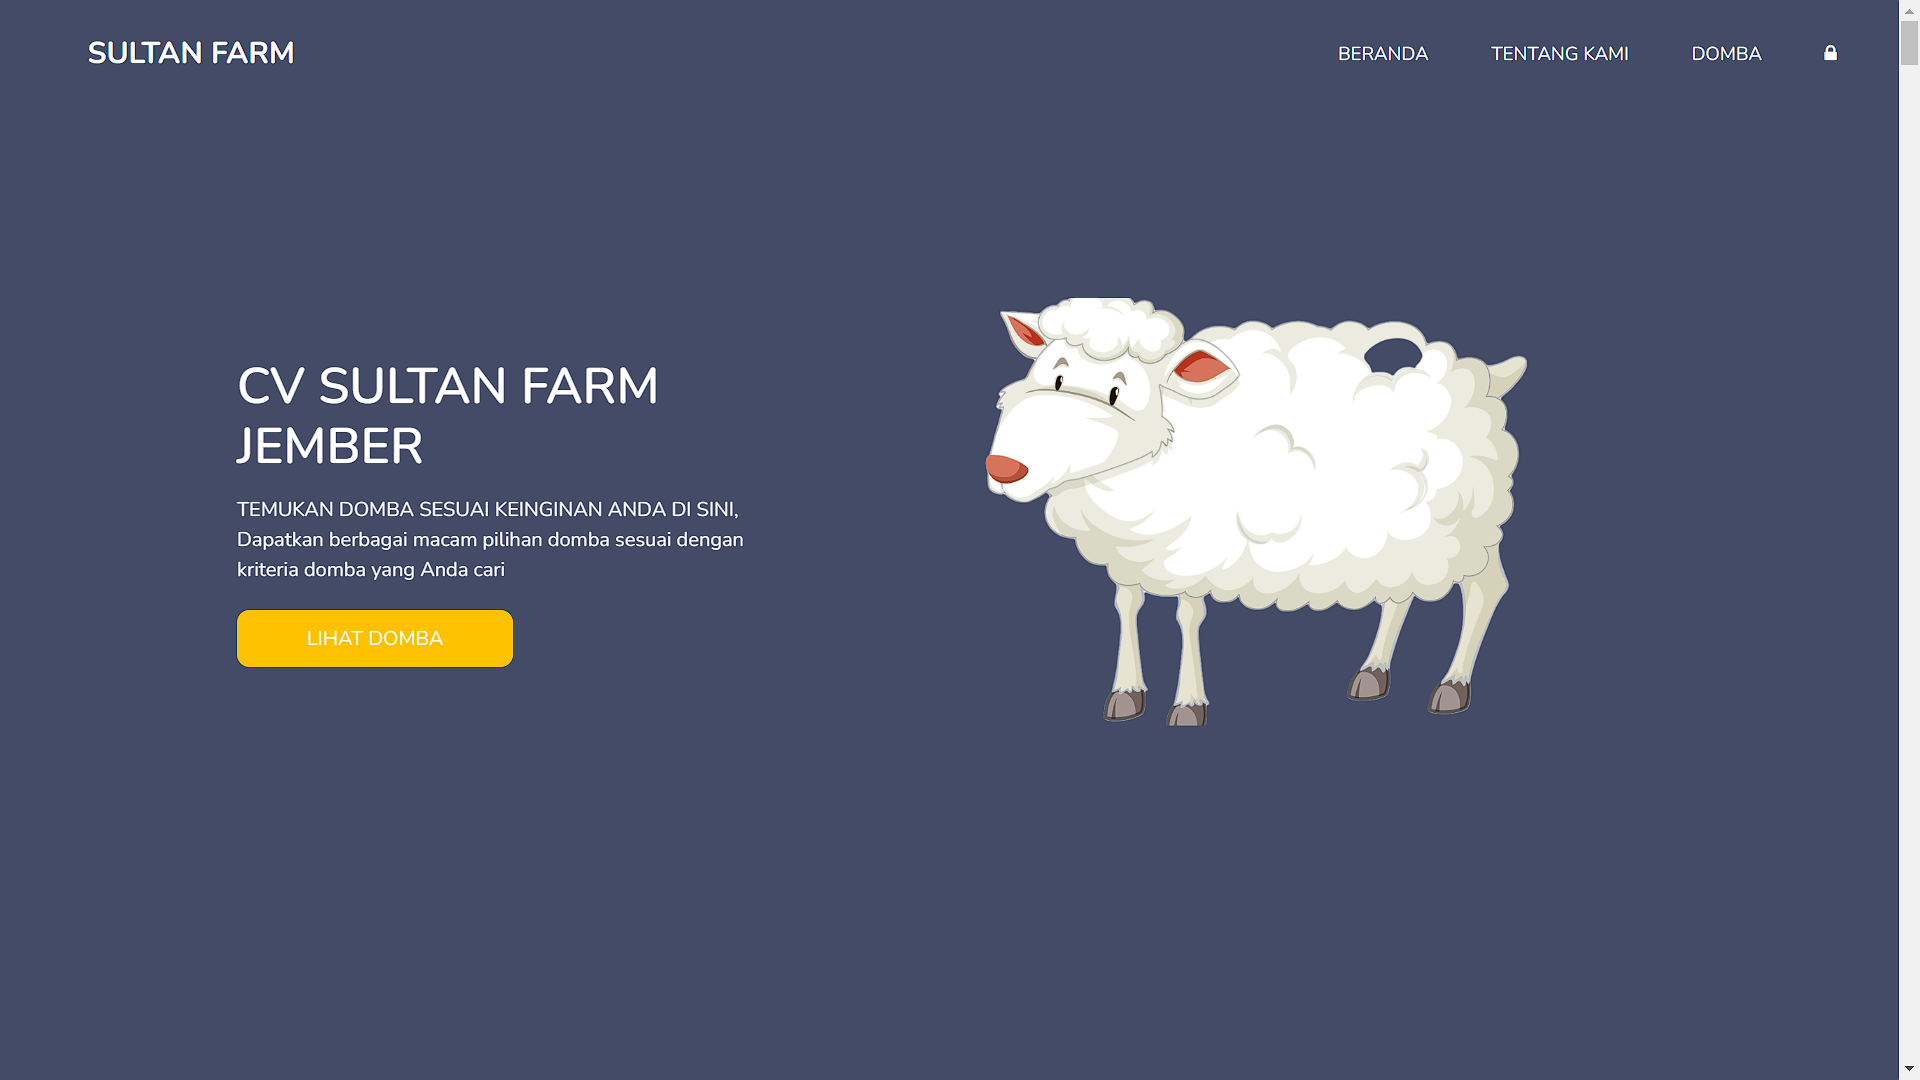 SULTAN FARM
BERANDA
TENTANG KAMI
DOMBA
CV SULTAN FARM
JEMBER
TEMUKAN DOMBA SESUAI KEINGINAN ANDA DI SINI,
Dapatkan berbagai macam pilihan domba sesuai dengan
kriteria domba yang Anda cari
LIHAT DOMBA